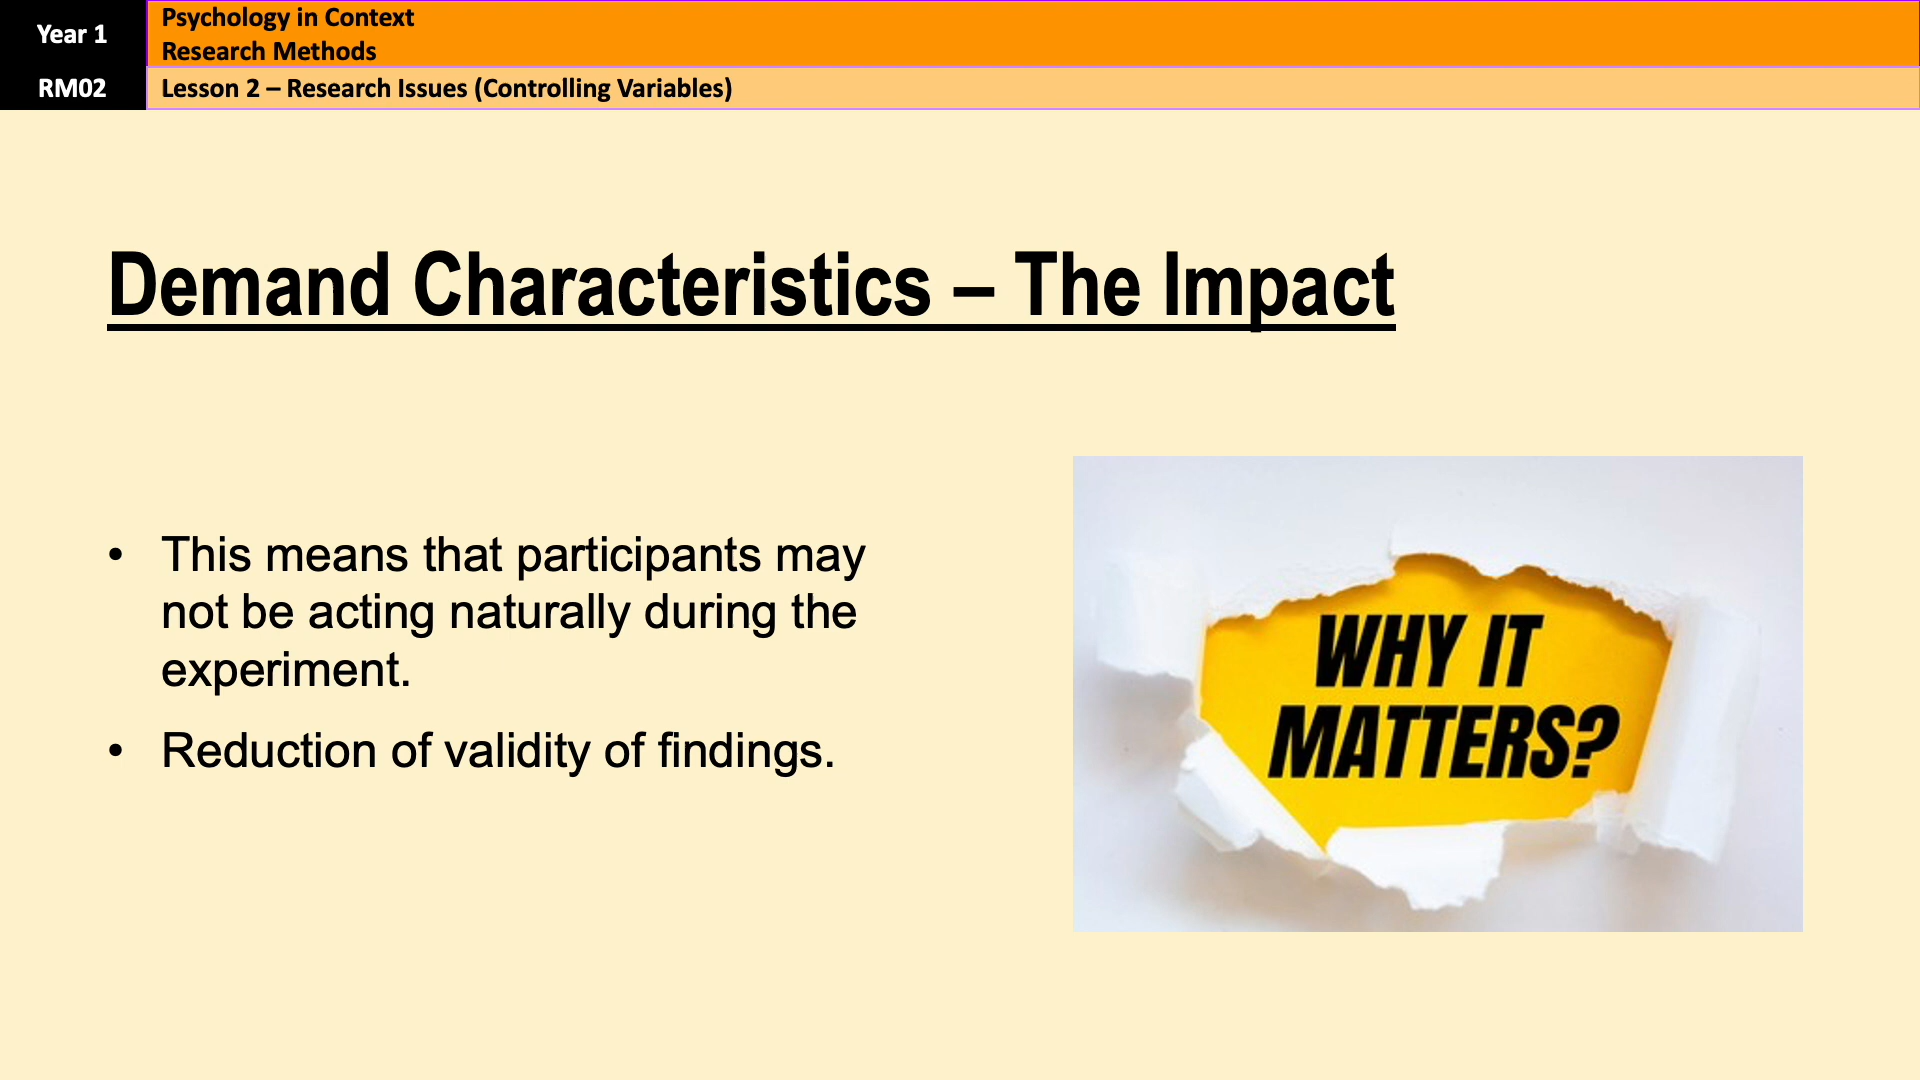 Year 1
Psychology in Context
Research Methods
RM02
Lesson 2 – Research Issues (Controlling Variables)
Demand Characteristics – The Impact
• This means that participants may
not be acting naturally during the
experiment.
• Reduction of validity of findings.
WHY IT
MATTERS?